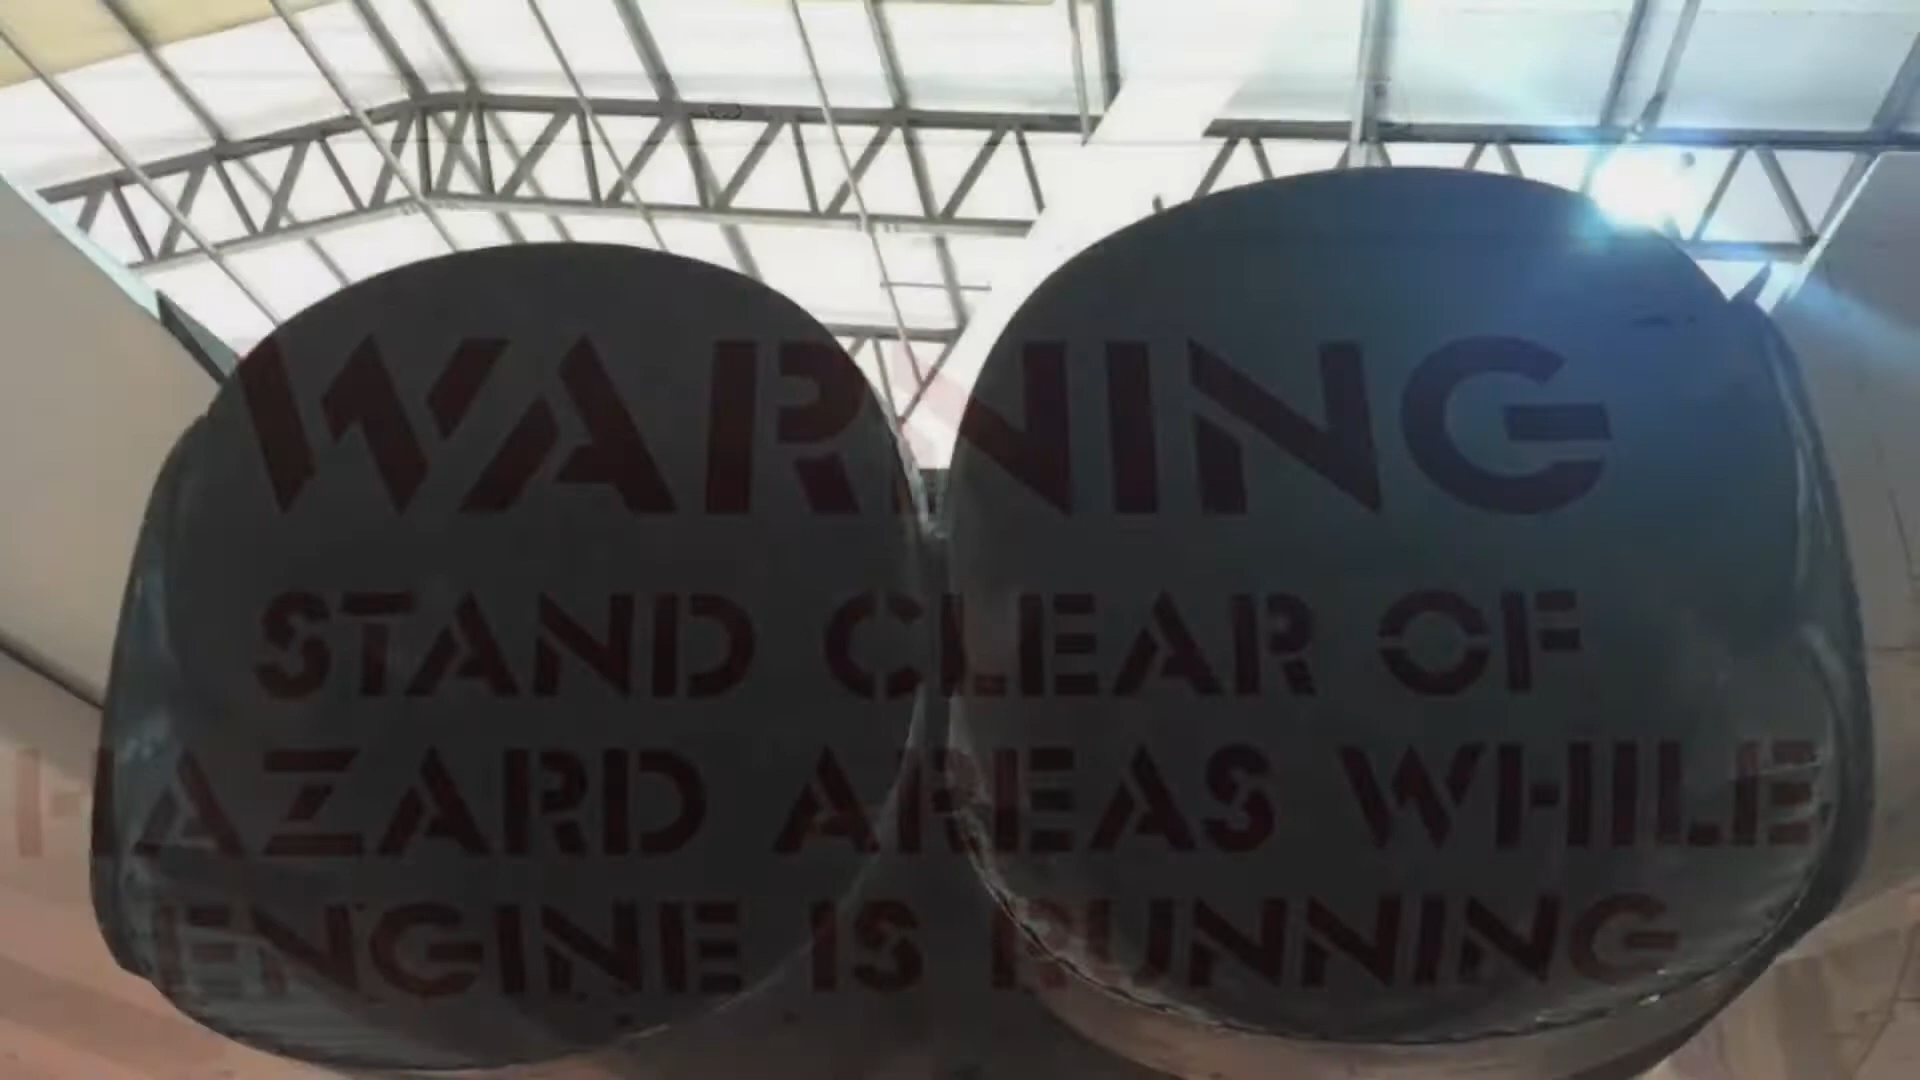 WARNING
STAND CLEAR OF
HAZARD AREAS WHILE
ENGINE IS RUNNING